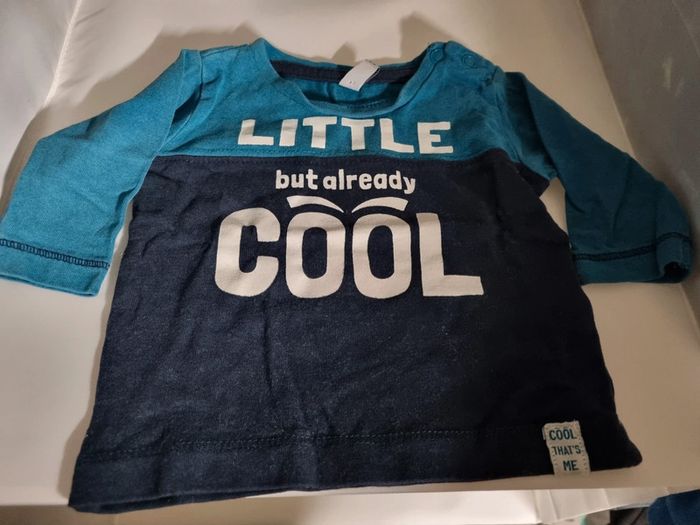 LITTLE
but already
COOL
COOL
THAT'S
ME